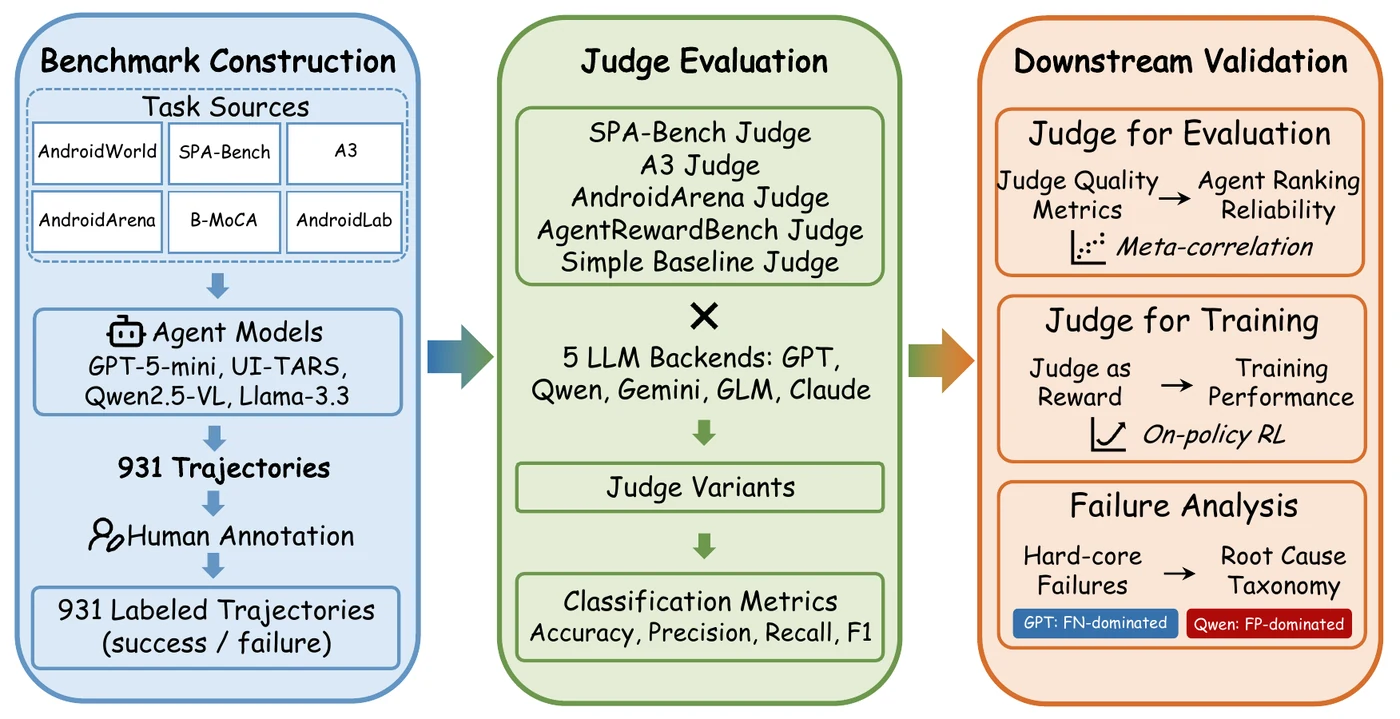 Benchmark Construction
Task Sources
AndroidWorld
SPA-Bench
A3
AndroidArena
B-MoCA
AndroidLab
Agent Models
GPT-5-mini, UI-TARS,
Qwen2.5-VL, Llama-3.3
931 Trajectories
Human Annotation
931 Labeled Trajectories
(success / failure)
Judge Evaluation
SPA-Bench Judge
A3 Judge
AndroidArena Judge
AgentRewardBench Judge
Simple Baseline Judge
×
5 LLM Backends: GPT,
Qwen, Gemini, GLM, Claude
Judge Variants
Classification Metrics
Accuracy, Precision, Recall, F1
Downstream Validation
Judge for Evaluation
Judge Quality
Metrics
Agent Ranking
Reliability
Meta-correlation
Judge for Training
Judge as
Reward
Training
Performance
On-policy RL
Failure Analysis
Hard-core
Failures
Root Cause
Taxonomy
GPT: FN-dominated
Qwen: FP-dominated